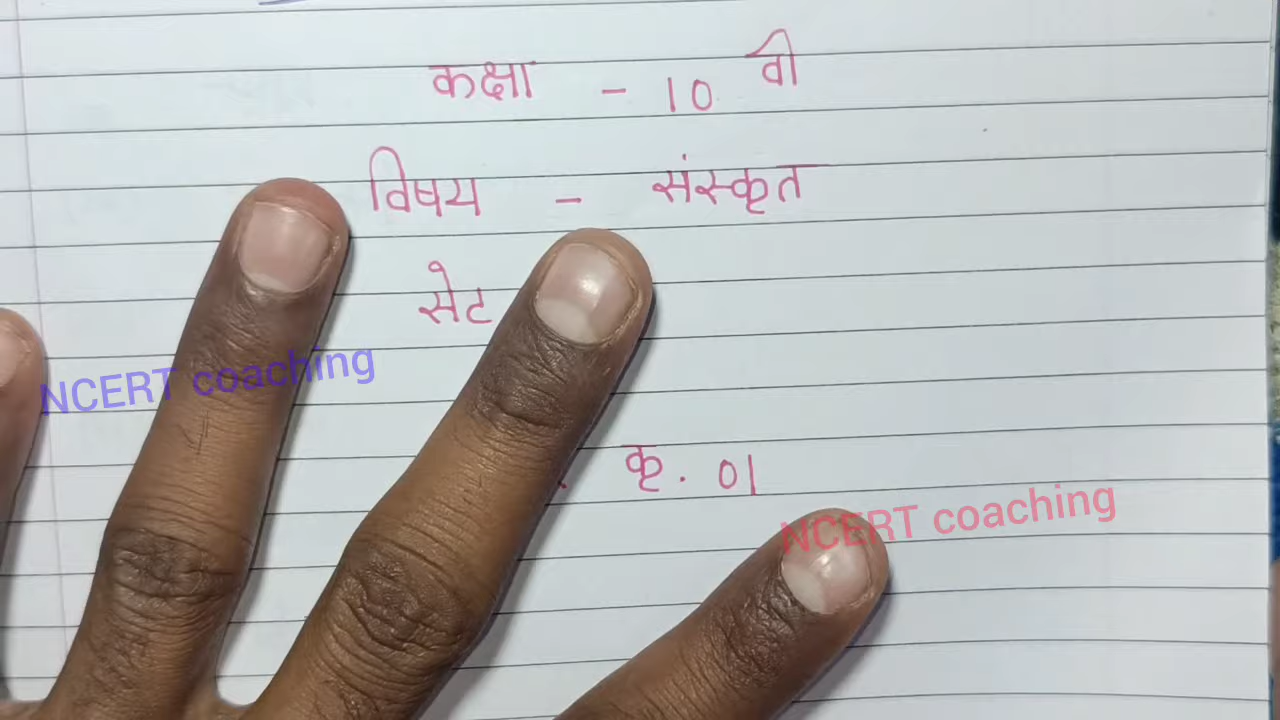 कक्षा - 10 वी
विषय - संस्कृत
सेट
NCERT coaching
कृ. 01
NCERT coaching